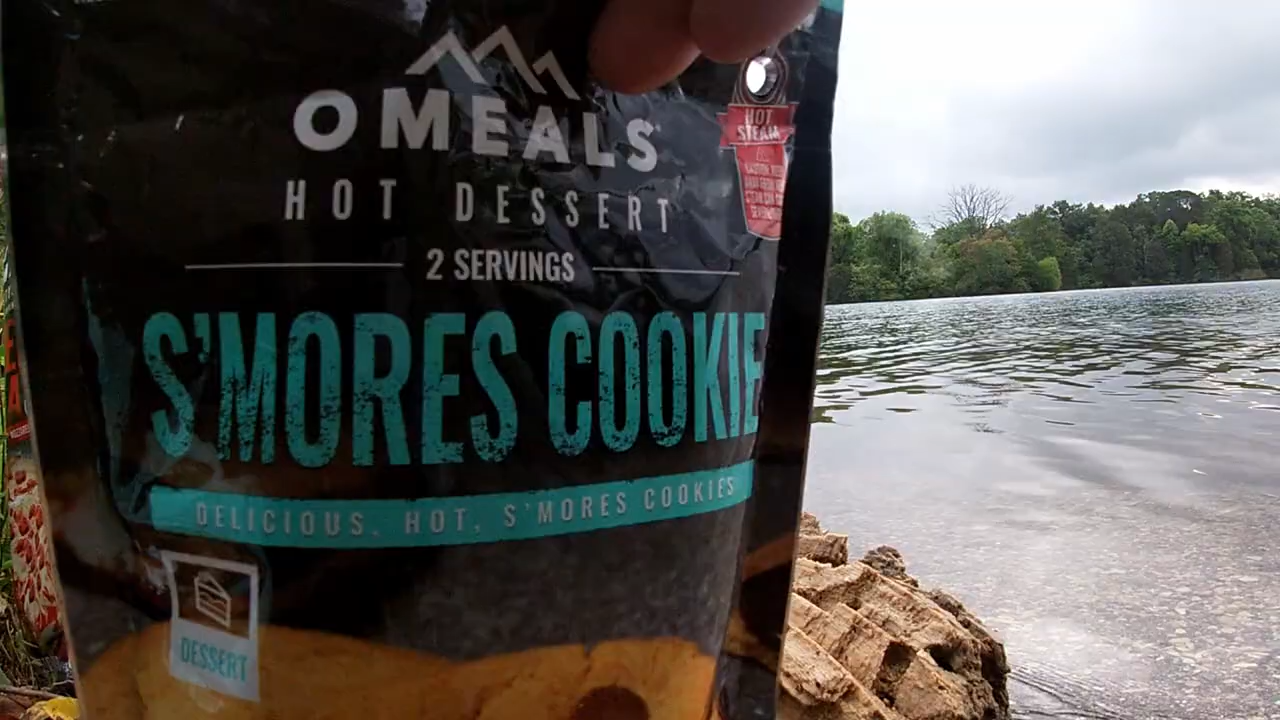 OMEALS
HOT DESSERT
2 SERVINGS
S'MORES COOKIE
DELICIOUS, HOT, S'MORES COOKIES
DESSERT
HOT
STEAM